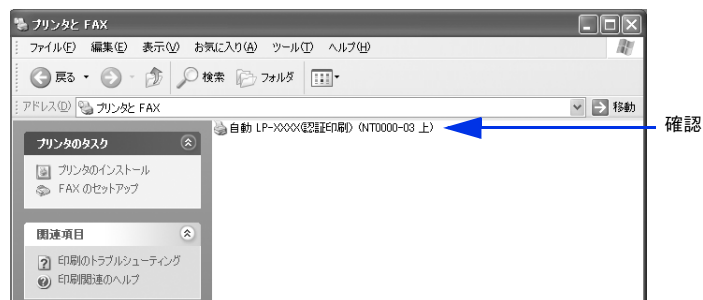 プリンタと FAX
ファイル(F) 編集(E) 表示(V) お気に入り(A) ツール(T) ヘルプ(H)
戻る 検索 フォルダ
アドレス(D) プリンタと FAX 移動
自動 LP-XXXX(認証印刷) (NT0000-03 上) 確認
プリンタのタスク
プリンタのインストール
FAX のセットアップ
関連項目
印刷のトラブルシューティング
印刷関連のヘルプ